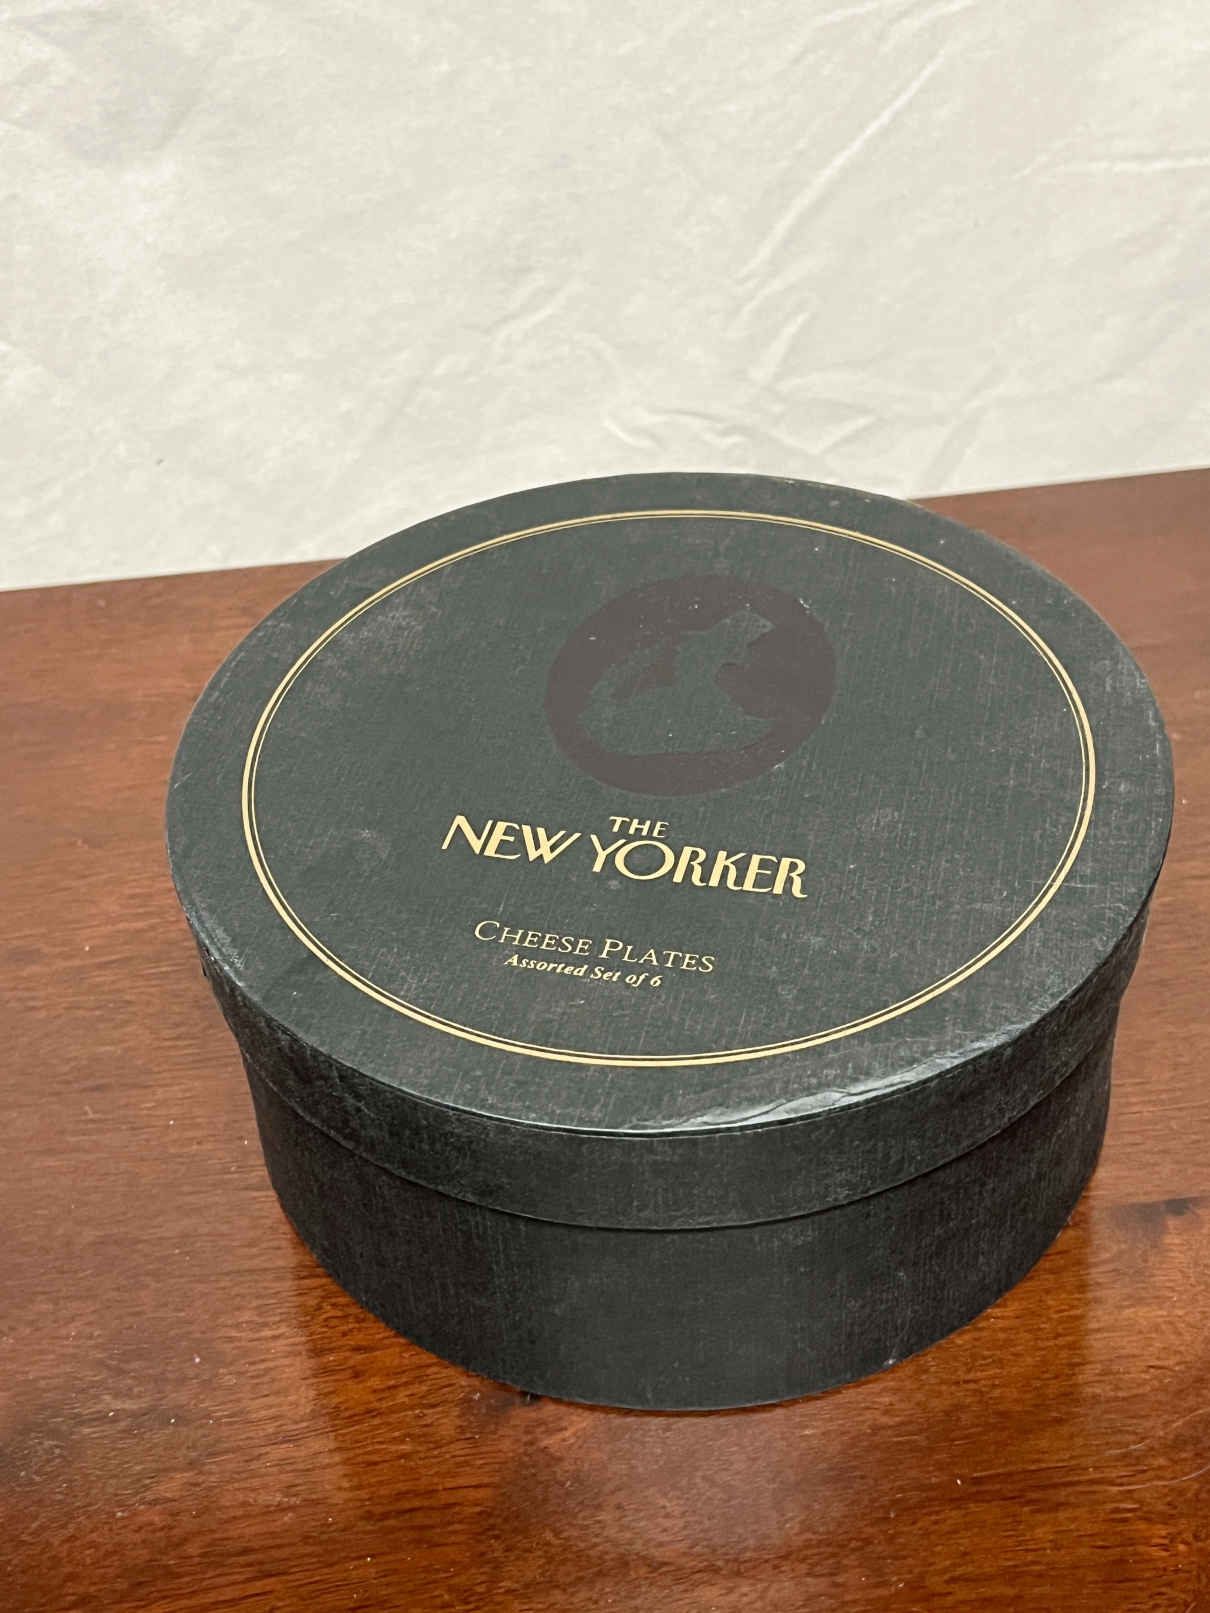 THE
NEW YORKER
CHEESE PLATES
Assorted Set of 6